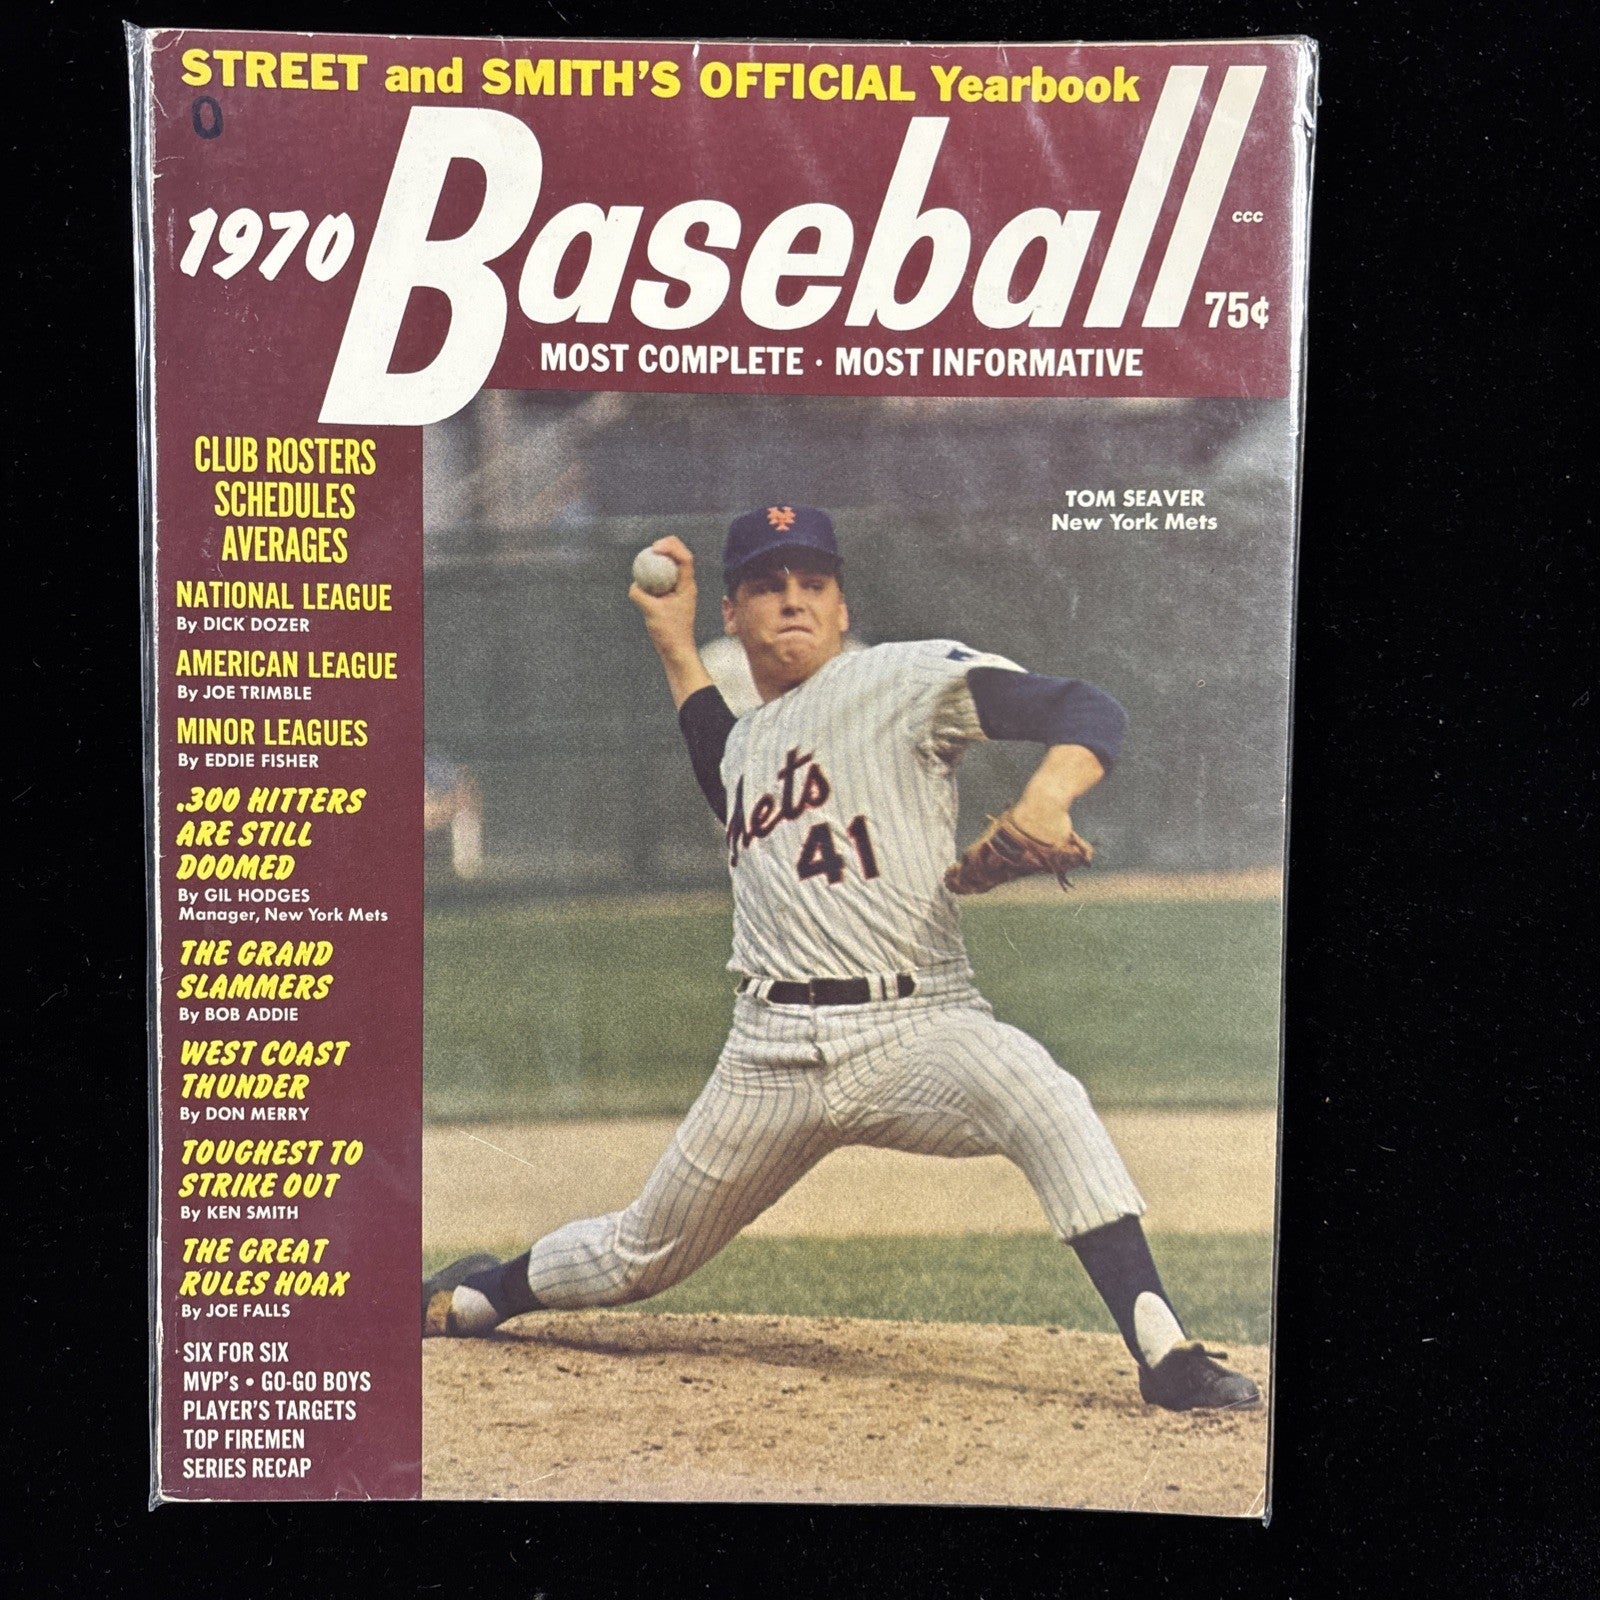 STREET and SMITH'S OFFICIAL Yearbook
0
1970 Baseball
ccc
75¢
MOST COMPLETE · MOST INFORMATIVE
CLUB ROSTERS
SCHEDULES
AVERAGES
NATIONAL LEAGUE
By DICK DOZER
AMERICAN LEAGUE
By JOE TRIMBLE
MINOR LEAGUES
By EDDIE FISHER
.300 HITTERS
ARE STILL
DOOMED
By GIL HODGES
Manager, New York Mets
THE GRAND
SLAMMERS
By BOB ADDIE
WEST COAST
THUNDER
By DON MERRY
TOUGHEST TO
STRIKE OUT
By KEN SMITH
THE GREAT
RULES HOAX
By JOE FALLS
SIX FOR SIX
MVP's • GO-GO BOYS
PLAYER'S TARGETS
TOP FIREMEN
SERIES RECAP
TOM SEAVER
New York Mets
NY
Mets
41